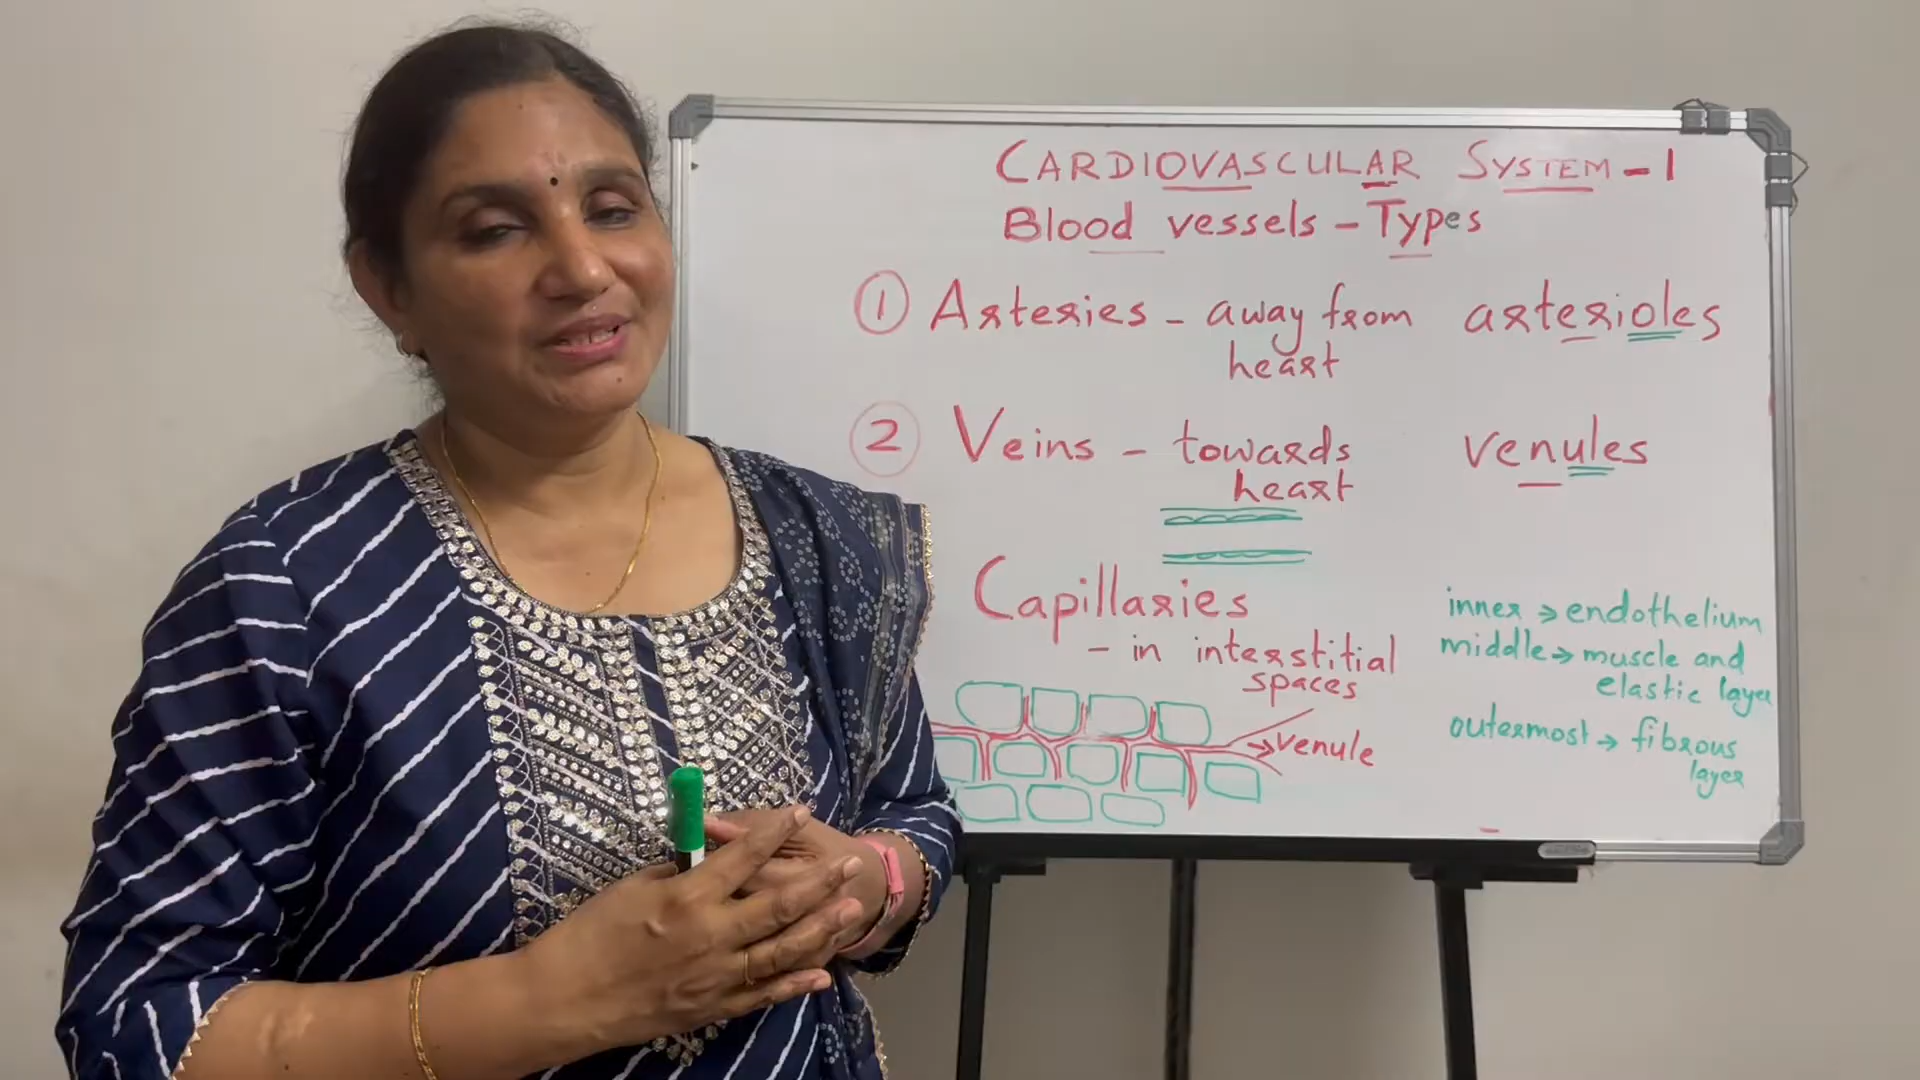 CARDIOVASCULAR SYSTEM - 1
Blood vessels - Types
1 Arteries - away from heart arterioles
2 Veins - towards heart venules
Capillaries
- in interstitial spaces
→ venule
inner → endothelium
middle → muscle and elastic layer
outermost → fibrous layer